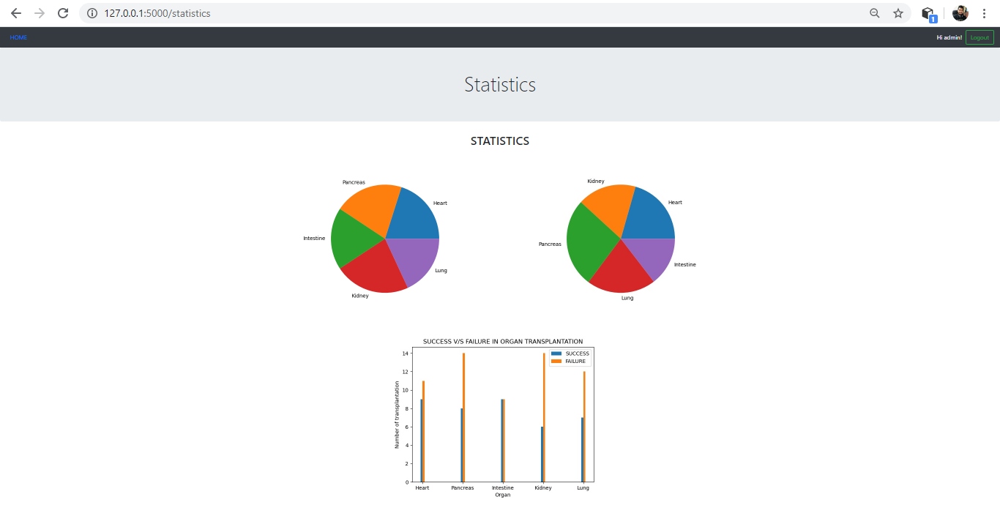 127.0.0.1:5000/statistics
1
HOME
Hi admin!
Logout
Statistics
STATISTICS
Pancreas
Heart
Intestine
Lung
Kidney
Kidney
Heart
Pancreas
Intestine
Lung
SUCCESS V/S FAILURE IN ORGAN TRANSPLANTATION
SUCCESS
FAILURE
Number of transplantation
14
12
10
8
6
4
2
0
Heart Pancreas Intestine Kidney Lung
Organ